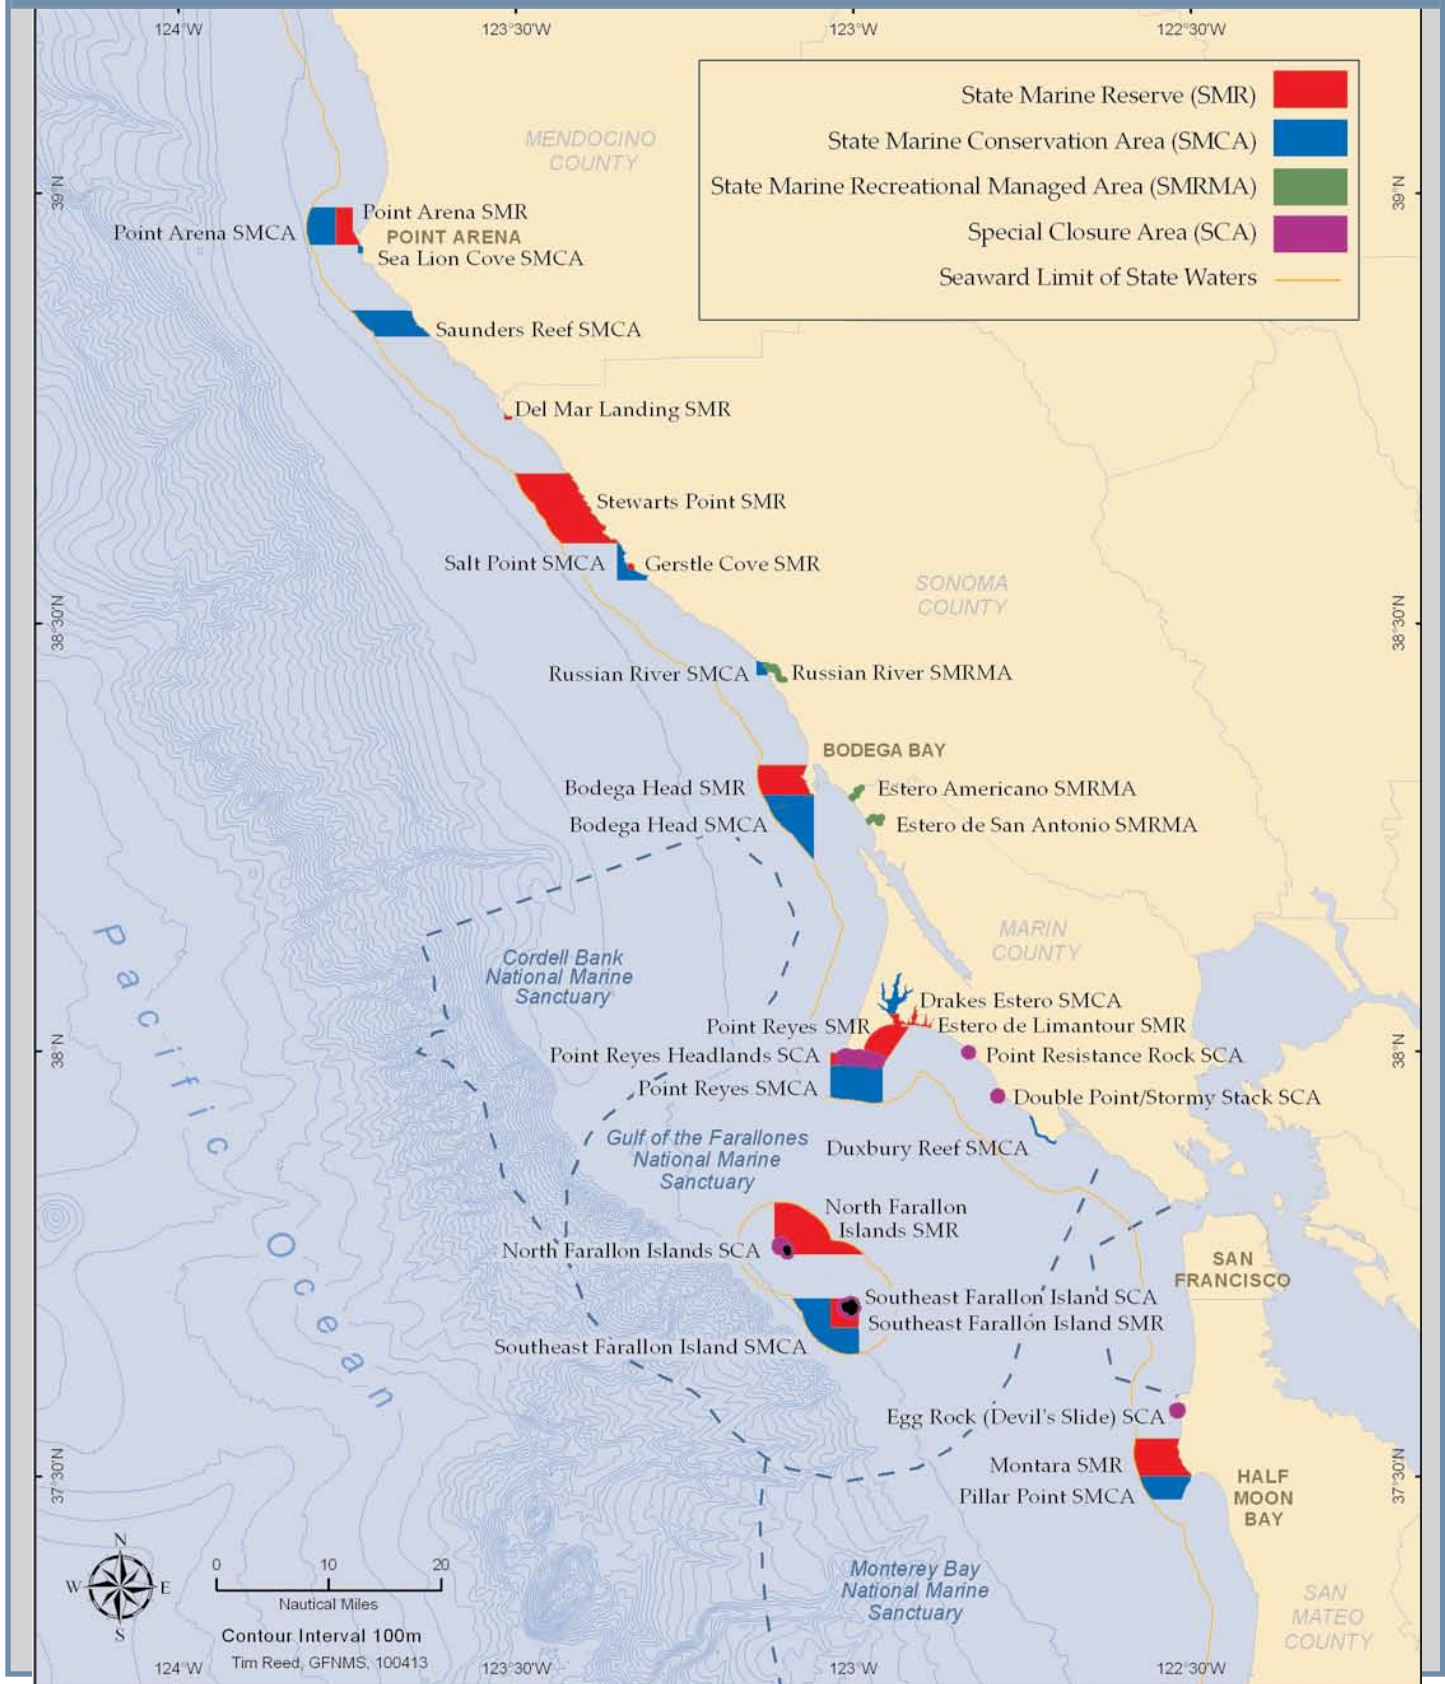 124°W
123°30'W
123°W
122°30'W
State Marine Reserve (SMR)
State Marine Conservation Area (SMCA)
State Marine Recreational Managed Area (SMRMA)
Special Closure Area (SCA)
Seaward Limit of State Waters
MENDOCINO
COUNTY
39°N
39°N
Point Arena SMR
Point Arena SMCA
POINT ARENA
Sea Lion Cove SMCA
Saunders Reef SMCA
Del Mar Landing SMR
Stewarts Point SMR
Salt Point SMCA
Gerstle Cove SMR
SONOMA
COUNTY
38°30'N
38°30'N
Russian River SMCA
Russian River SMRMA
BODEGA BAY
Bodega Head SMR
Estero Americano SMRMA
Bodega Head SMCA
Estero de San Antonio SMRMA
MARIN
COUNTY
Cordell Bank
National Marine
Sanctuary
Pacific
Ocean
Drakes Estero SMCA
Point Reyes SMR
Estero de Limantour SMR
38°N
38°N
Point Reyes Headlands SCA
Point Resistance Rock SCA
Point Reyes SMCA
Double Point/Stormy Stack SCA
Gulf of the Farallones
National Marine
Sanctuary
Duxbury Reef SMCA
North Farallon
Islands SMR
North Farallon Islands SCA
SAN
FRANCISCO
Southeast Farallon Island SCA
Southeast Farallon Island SMR
Southeast Farallon Island SMCA
Egg Rock (Devil's Slide) SCA
Montara SMR
Pillar Point SMCA
37°30'N
37°30'N
HALF
MOON
BAY
Monterey Bay
National Marine
Sanctuary
SAN
MATEO
COUNTY
N
W
E
S
0
10
20
Nautical Miles
Contour Interval 100m
Tim Reed, GFNMS, 100413
124°W
123°30'W
123°W
122°30'W